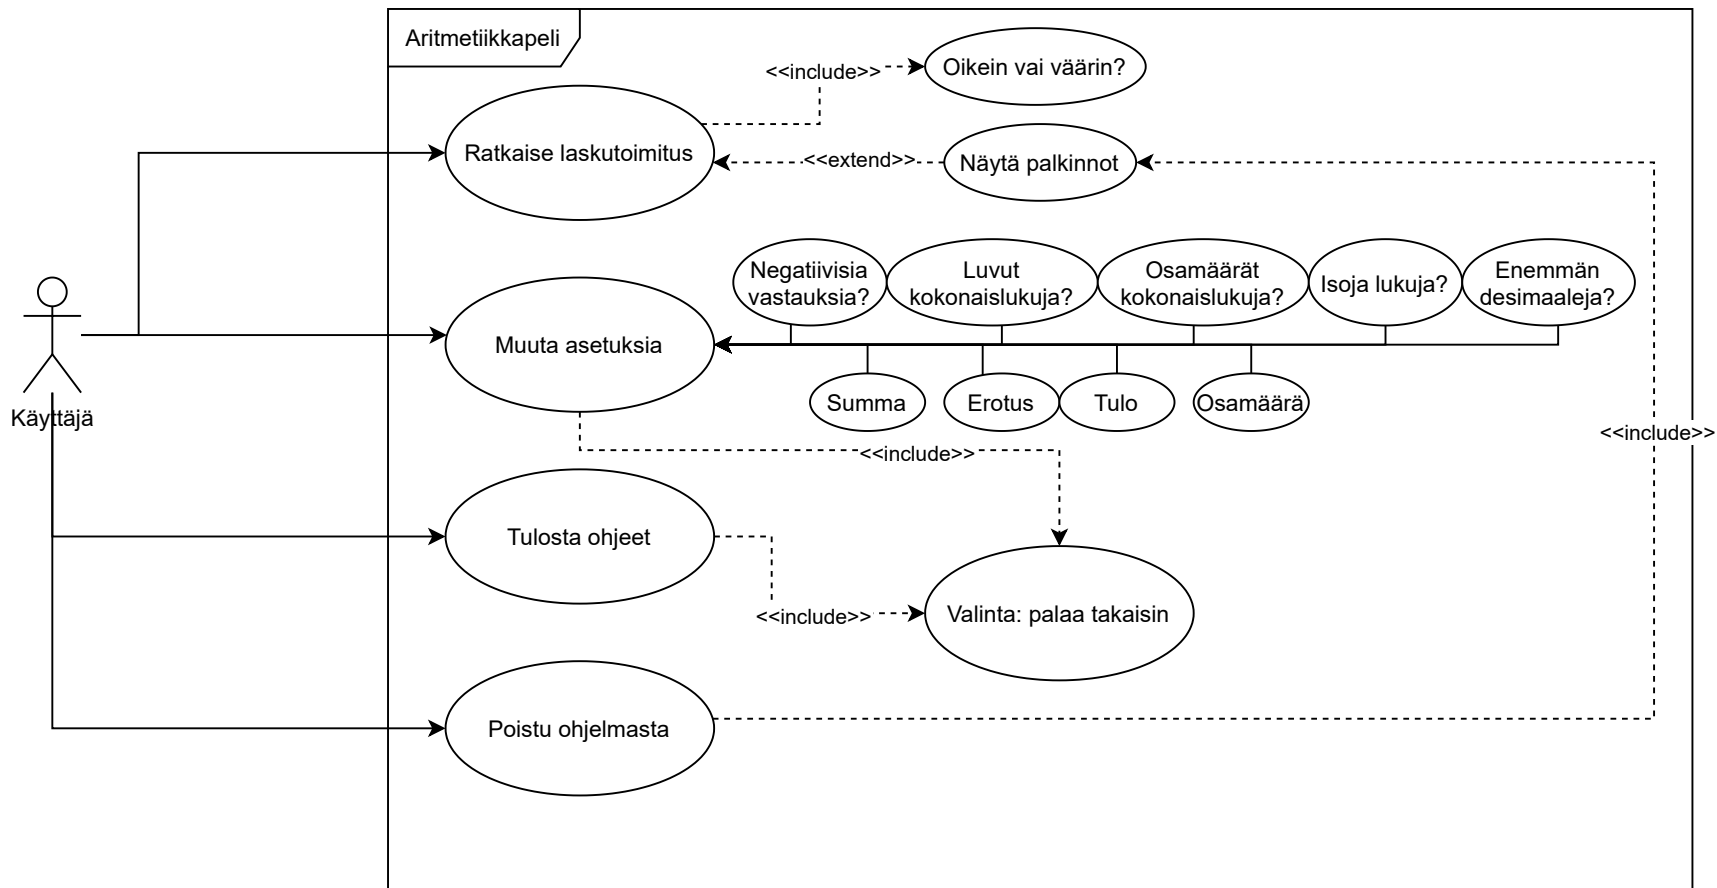 Aritmetiikkapeli
<<include>>
Oikein vai väärin?
Ratkaise laskutoimitus
<<extend>>
Näytä palkinnot
Negatiivisia
vastauksia?
Luvut
kokonaislukuja?
Osamäärät
kokonaislukuja?
Isoja lukuja?
Enemmän
desimaaleja?
Muuta asetuksia
Summa
Erotus
Tulo
Osamäärä
Käyttäjä
<<include>>
<<include>>
Tulosta ohjeet
<<include>>
Valinta: palaa takaisin
Poistu ohjelmasta